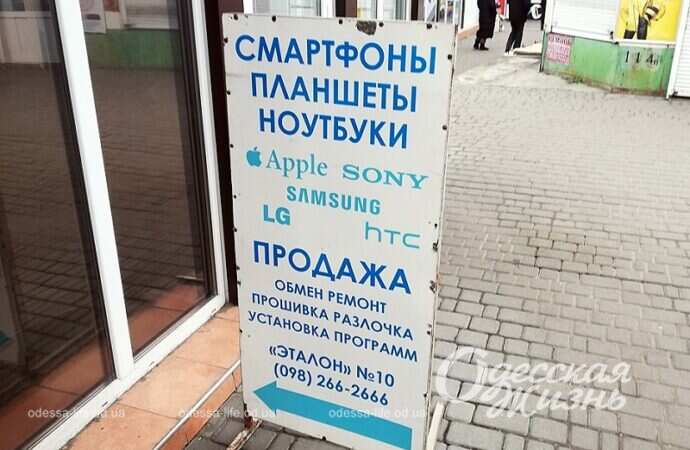 СМАРТФОНЫ
ПЛАНШЕТЫ
НОУТБУКИ
Apple SONY
SAMSUNG
LG hTC
ПРОДАЖА
ОБМЕН РЕМОНТ
ПРОШИВКА РАЗЛОЧКА
УСТАНОВКА ПРОГРАММ
«ЭТАЛОН» №10
(098) 266-2666
Одесская
Жизнь
odessa-life.od.ua odessa-life.od.ua odessa-life.od.ua